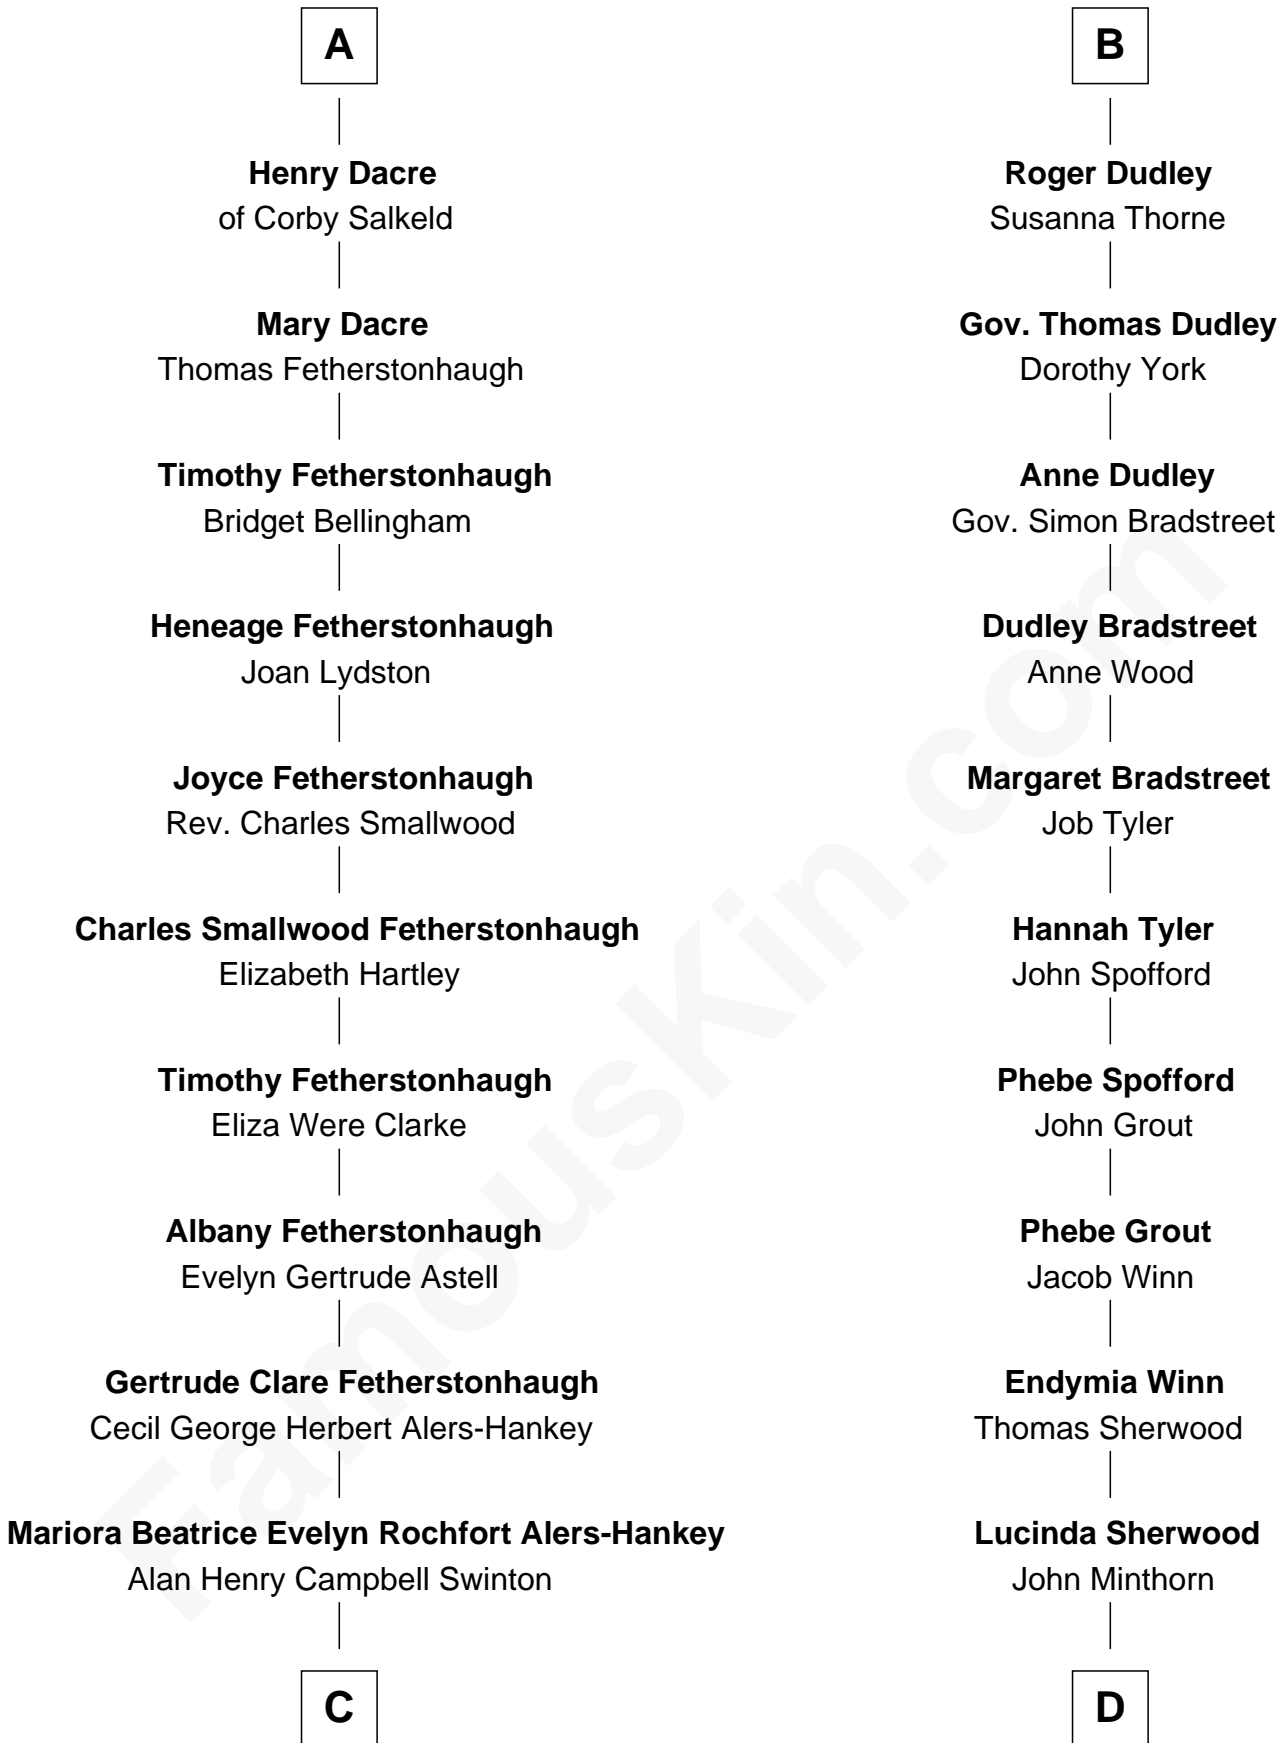 A
Henry Dacre
of Corby Salkeld
Mary Dacre
Thomas Fetherstonhaugh
Timothy Fetherstonhaugh
Bridget Bellingham
Heneage Fetherstonhaugh
Joan Lydston
Joyce Fetherstonhaugh
Rev. Charles Smallwood
Charles Smallwood Fetherstonhaugh
Elizabeth Hartley
Timothy Fetherstonhaugh
Eliza Were Clarke
Albany Fetherstonhaugh
Evelyn Gertrude Astell
Gertrude Clare Fetherstonhaugh
Cecil George Herbert Alers-Hankey
Mariora Beatrice Evelyn Rochfort Alers-Hankey
Alan Henry Campbell Swinton
C
B
Roger Dudley
Susanna Thorne
Gov. Thomas Dudley
Dorothy York
Anne Dudley
Gov. Simon Bradstreet
Dudley Bradstreet
Anne Wood
Margaret Bradstreet
Job Tyler
Hannah Tyler
John Spofford
Phebe Spofford
John Grout
Phebe Grout
Jacob Winn
Endymia Winn
Thomas Sherwood
Lucinda Sherwood
John Minthorn
D
FamousKin.com